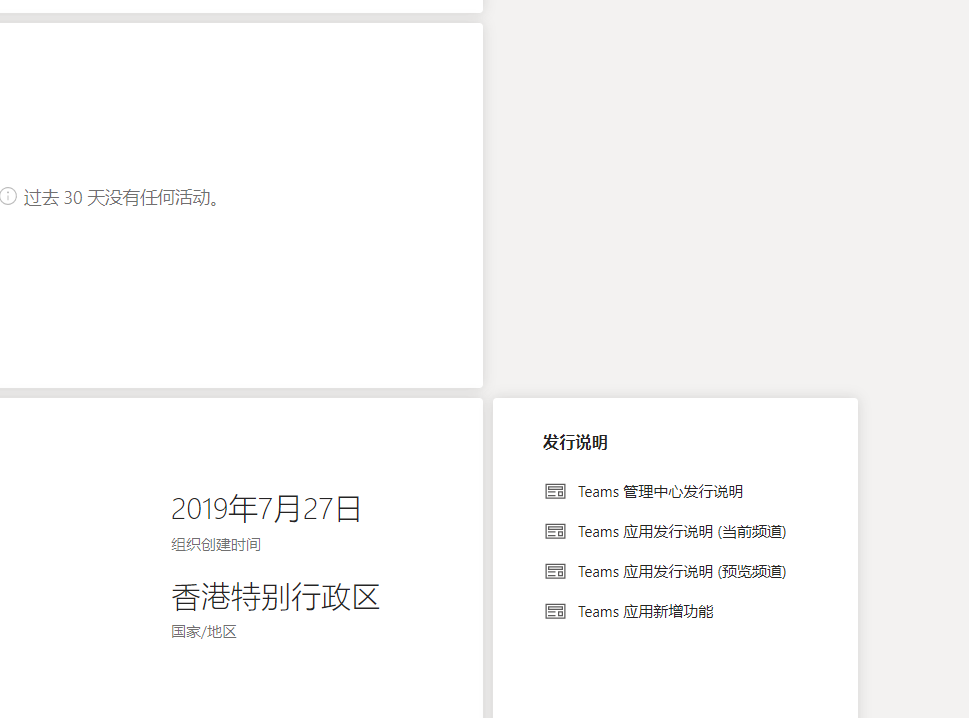 过去 30 天没有任何活动。
2019年7月27日
组织创建时间
香港特别行政区
国家/地区
发行说明
Teams 管理中心发行说明
Teams 应用发行说明 (当前频道)
Teams 应用发行说明 (预览频道)
Teams 应用新增功能